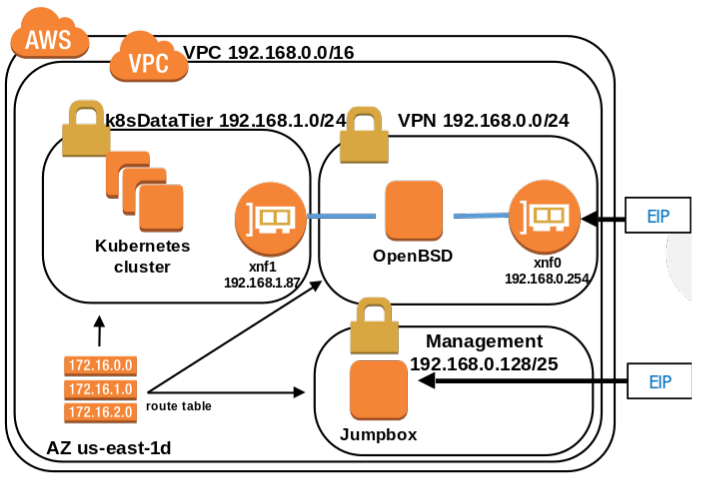 AWS
VPC
VPC 192.168.0.0/16
k8sDataTier 192.168.1.0/24
VPN 192.168.0.0/24
Kubernetes
cluster
xnf1
192.168.1.87
OpenBSD
xnf0
192.168.0.254
EIP
Management
192.168.0.128/25
172.16.0.0
172.16.1.0
172.16.2.0
route table
Jumpbox
EIP
AZ us-east-1d